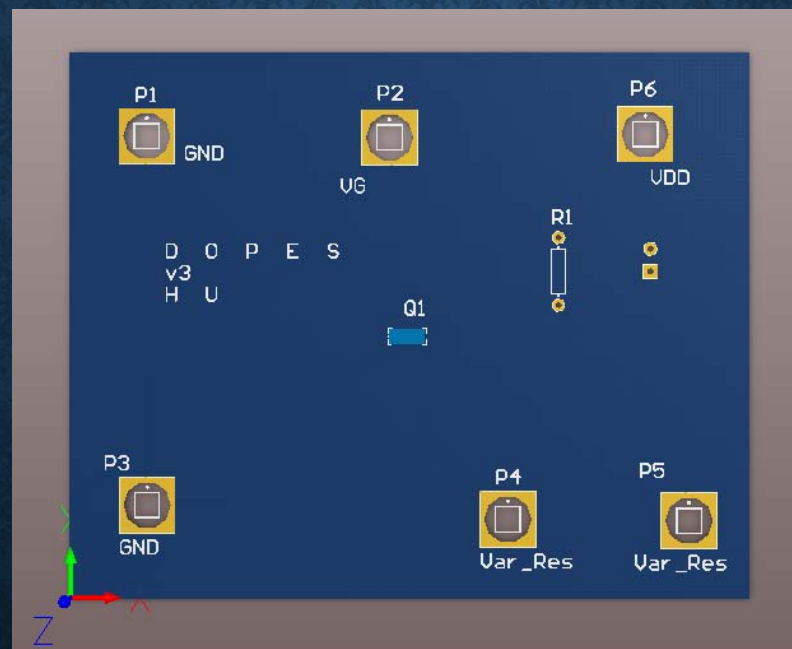 P1
P2
P6
GND
VG
VDD
R1
D O P E S
v3
H U
Q1
P3
P4
P5
GND
Var_Res
Var_Res
Y
X
Z